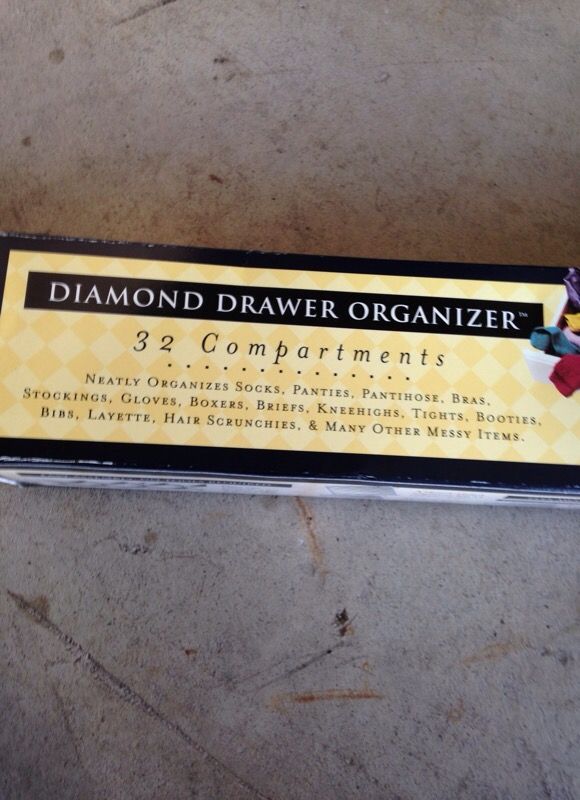 DIAMOND DRAWER ORGANIZER™
32 Compartments
NEATLY ORGANIZES SOCKS, PANTIES, PANTIHOSE, BRAS,
STOCKINGS, GLOVES, BOXERS, BRIEFS, KNEEHIGHS, TIGHTS, BOOTIES,
BIBS, LAYETTE, HAIR SCRUNCHIES, & MANY OTHER MESSY ITEMS.